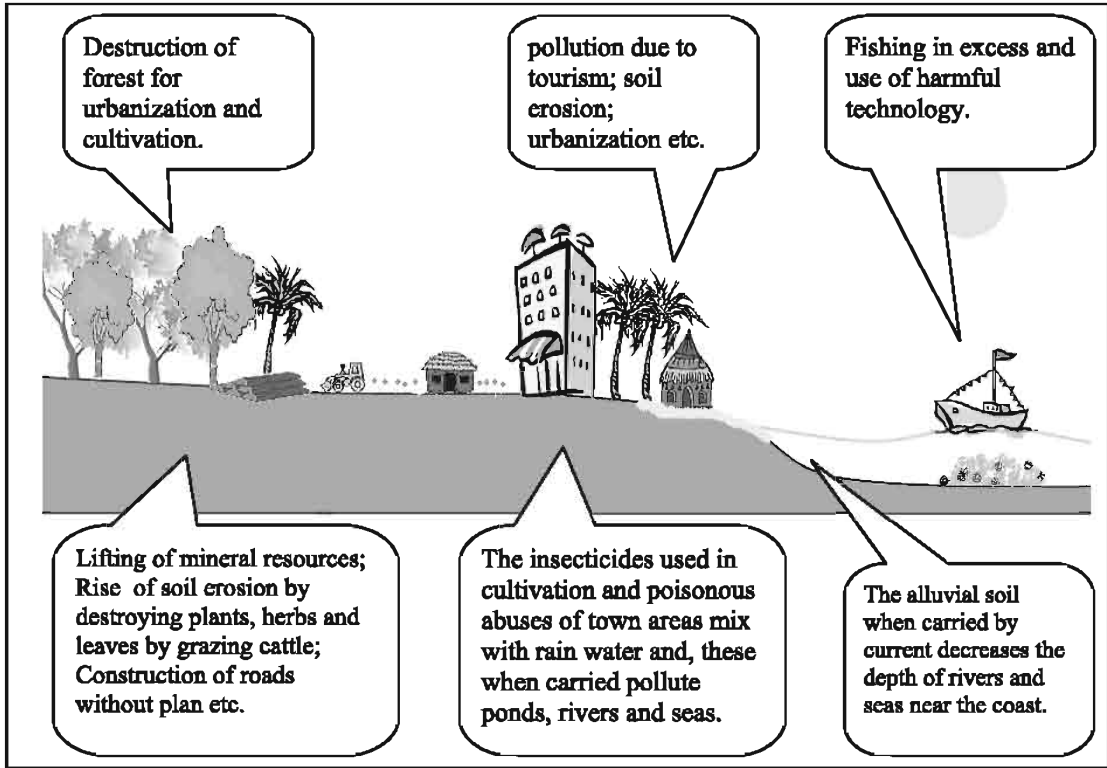 Destruction of
forest for
urbanization and
cultivation.
pollution due to
tourism; soil
erosion;
urbanization etc.
Fishing in excess and
use of harmful
technology.
Lifting of mineral resources;
Rise of soil erosion by
destroying plants, herbs and
leaves by grazing cattle;
Construction of roads
without plan etc.
The insecticides used in
cultivation and poisonous
abuses of town areas mix
with rain water and, these
when carried pollute
ponds, rivers and seas.
The alluvial soil
when carried by
current decreases the
depth of rivers and
seas near the coast.